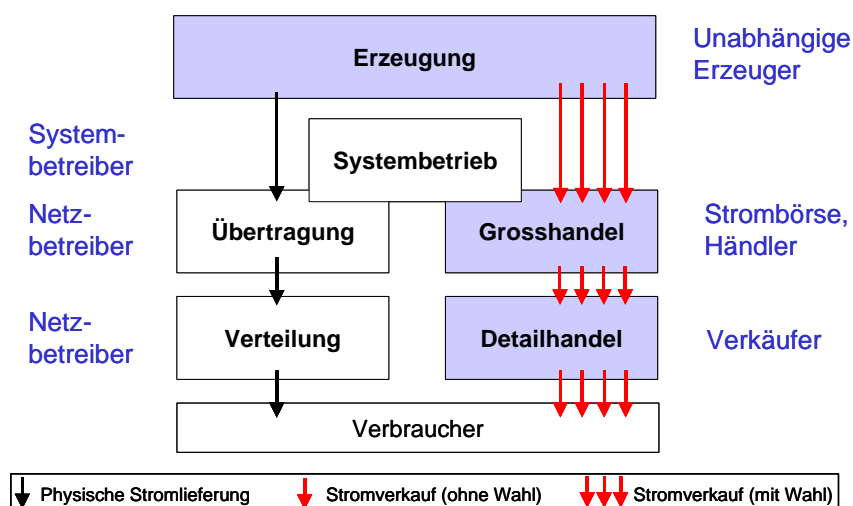 Erzeugung
Unabhängige
Erzeuger
System-
betreiber
Systembetrieb
Netz-
betreiber
Übertragung
Grosshandel
Strombörse,
Händler
Netz-
betreiber
Verteilung
Detailhandel
Verkäufer
Verbraucher
Physische Stromlieferung
Stromverkauf (ohne Wahl)
Stromverkauf (mit Wahl)